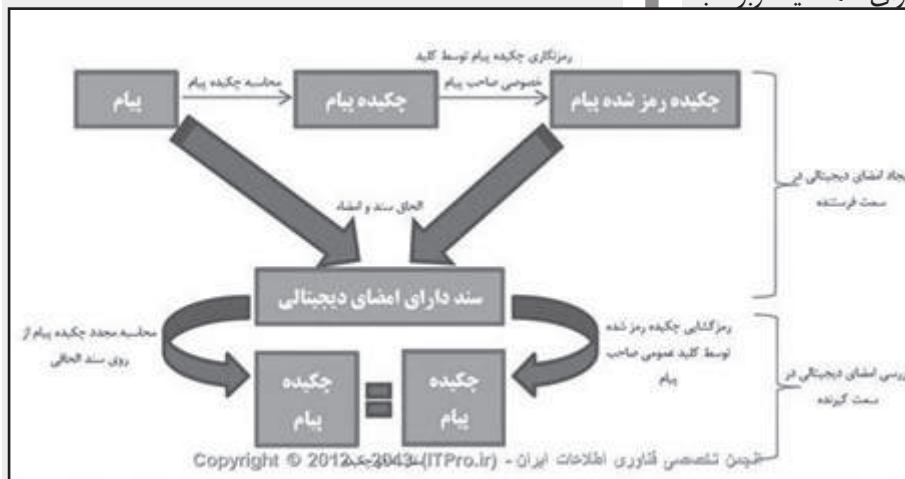 رمزنگاری چکیده پیام توسط کلید
خصوصی صاحب پیام
محاسبه چکیده پیام
پیام
چکیده پیام
چکیده رمز شده پیام
الحاق سند و امضاء
یجاد امضای دیجیتالی در
سمت فرستنده
سند دارای امضای دیجیتالی
محاسبه مجدد چکیده پیام از
روی سند الحاقی
رمزگشایی چکیده رمز شده
توسط کلید عمومی صاحب
پیام
چکیده
پیام
=
چکیده
پیام
ررسی امضای دیجیتالی در
سمت گیرنده
انجمن تخصصی فناوری اطلاعات ایران - (ITPro.ir) Copyright © 2012